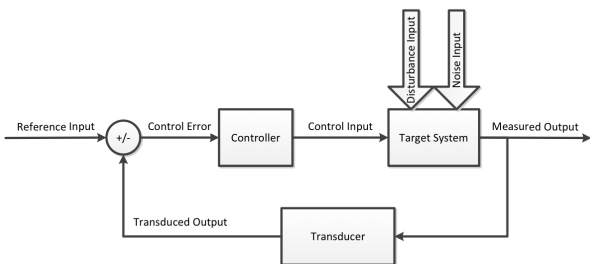 Disturbance Input
Noise Input
Reference Input
+/-
Control Error
Controller
Control Input
Target System
Measured Output
Transduced Output
Transducer